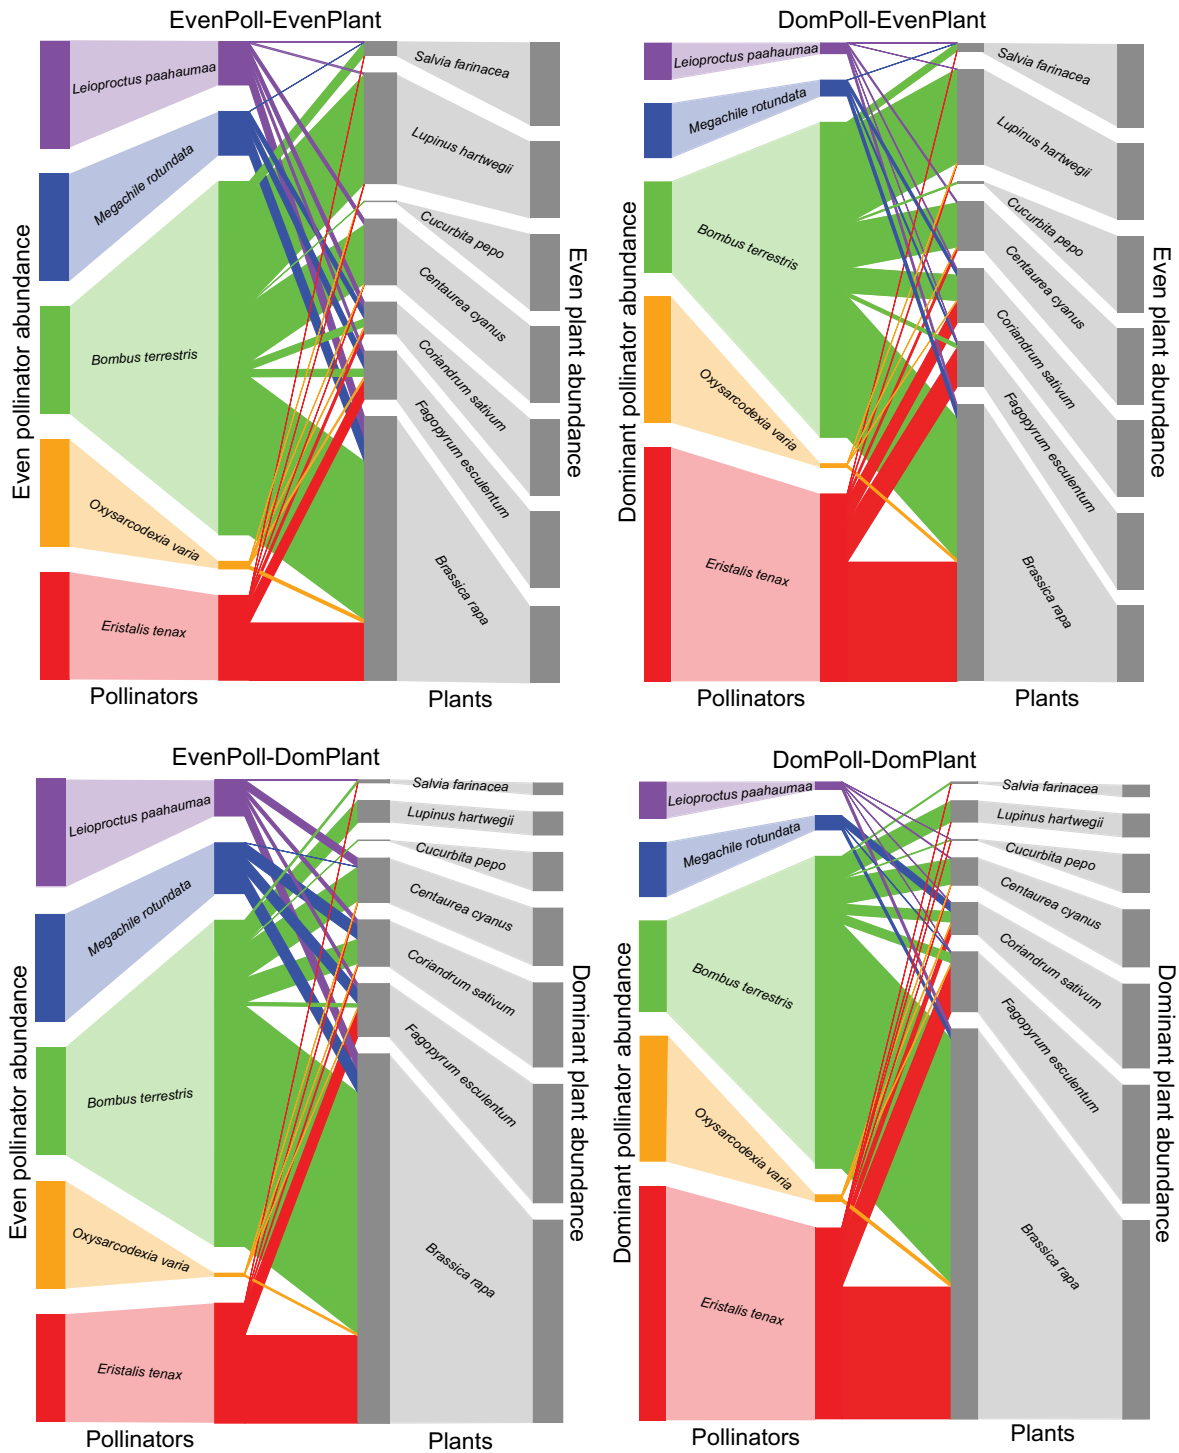 EvenPoll-EvenPlant
Even pollinator abundance
Leioproctus paahaumaa
Megachile rotundata
Bombus terrestris
Oxysarcodexia varia
Eristalis tenax
Salvia farinacea
Lupinus hartwegii
Cucurbita pepo
Centaurea cyanus
Coriandrum sativum
Fagopyrum esculentum
Brassica rapa
Even plant abundance
Pollinators
Plants
DomPoll-EvenPlant
Dominant pollinator abundance
Leioproctus paahaumaa
Megachile rotundata
Bombus terrestris
Oxysarcodexia varia
Eristalis tenax
Salvia farinacea
Lupinus hartwegii
Cucurbita pepo
Centaurea cyanus
Coriandrum sativum
Fagopyrum esculentum
Brassica rapa
Even plant abundance
Pollinators
Plants
EvenPoll-DomPlant
Even pollinator abundance
Leioproctus paahaumaa
Megachile rotundata
Bombus terrestris
Oxysarcodexia varia
Eristalis tenax
Salvia farinacea
Lupinus hartwegii
Cucurbita pepo
Centaurea cyanus
Coriandrum sativum
Fagopyrum esculentum
Brassica rapa
Dominant plant abundance
Pollinators
Plants
DomPoll-DomPlant
Dominant pollinator abundance
Leioproctus paahaumaa
Megachile rotundata
Bombus terrestris
Oxysarcodexia varia
Eristalis tenax
Salvia farinacea
Lupinus hartwegii
Cucurbita pepo
Centaurea cyanus
Coriandrum sativum
Fagopyrum esculentum
Brassica rapa
Dominant plant abundance
Pollinators
Plants